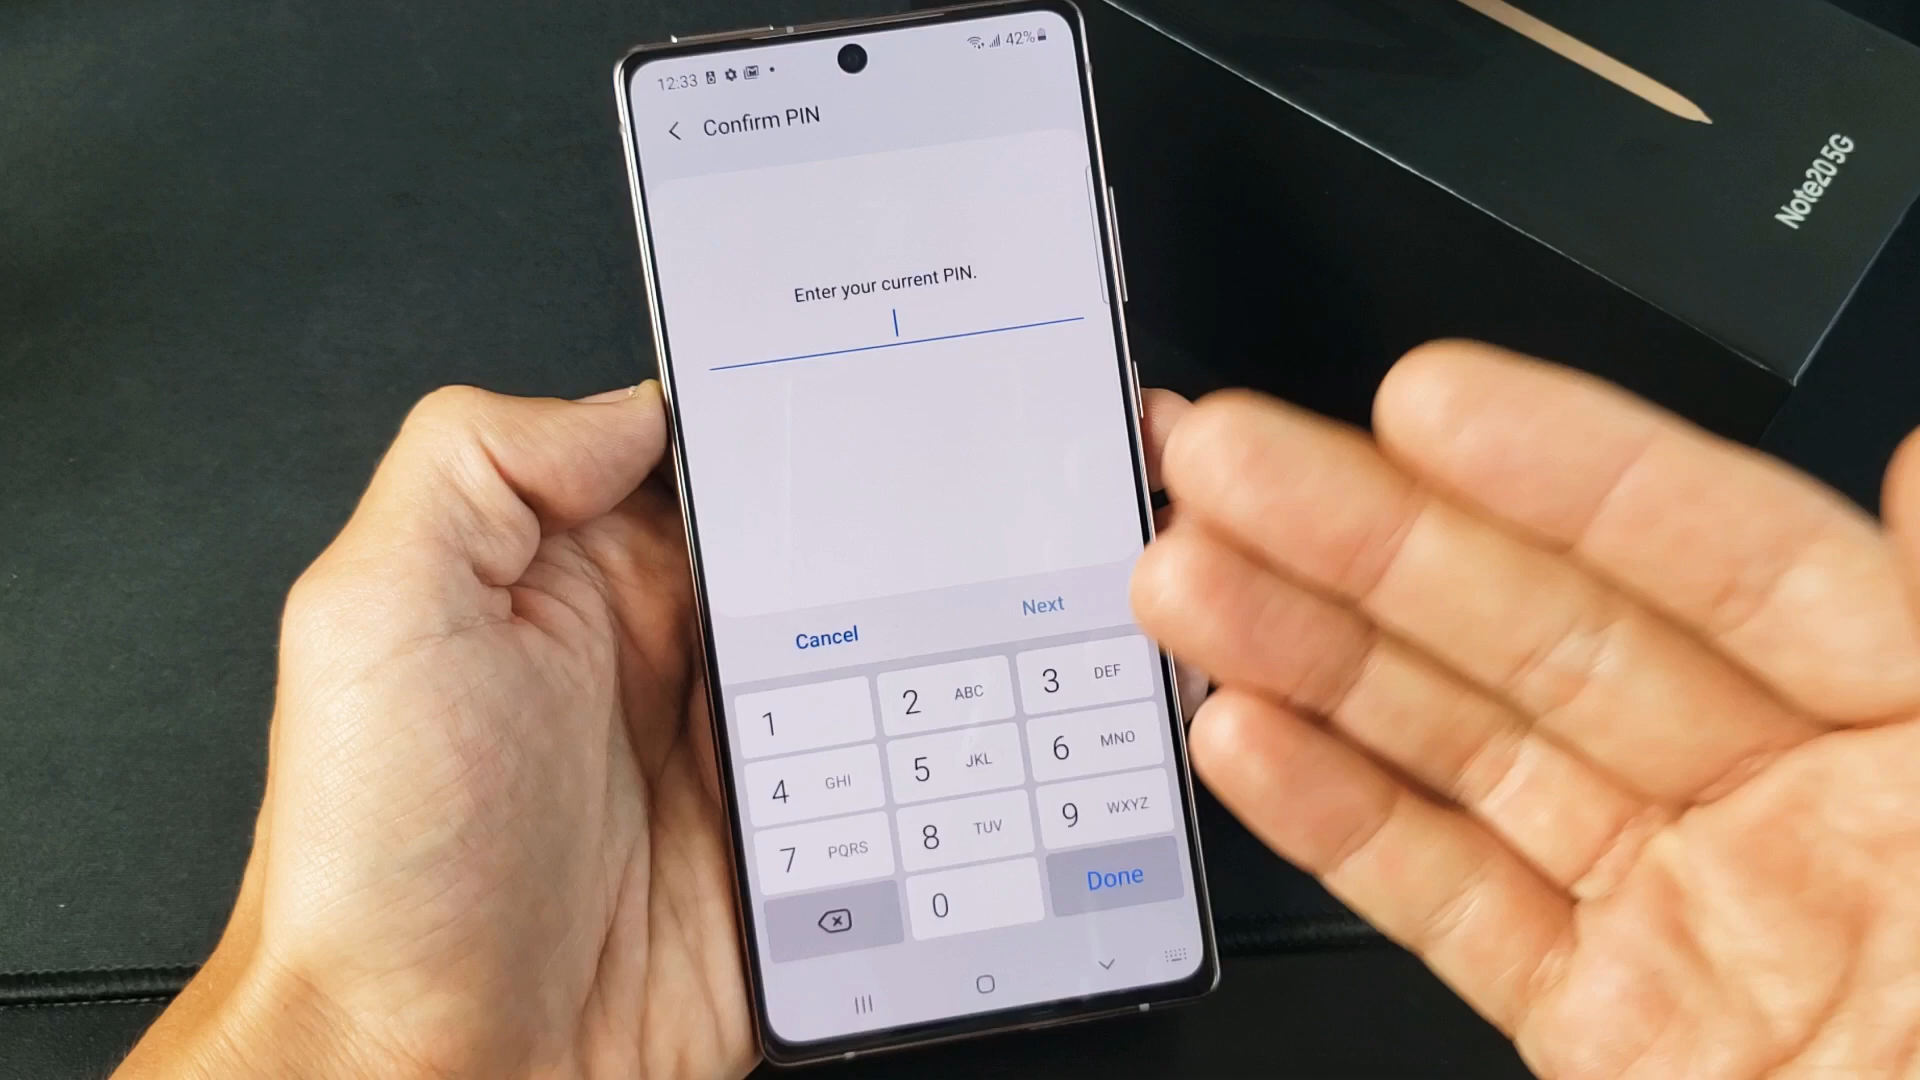 12:33
42%
Confirm PIN
Enter your current PIN.
Cancel
Next
1
2 ABC
3 DEF
4 GHI
5 JKL
6 MNO
7 PQRS
8 TUV
9 WXYZ
0
Done
Note20 5G